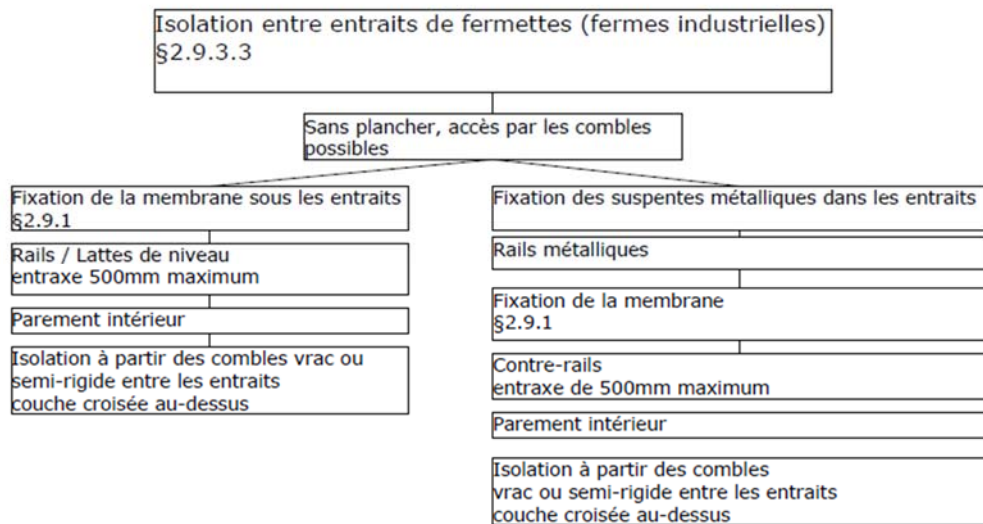 Isolation entre entraits de fermettes (fermes industrielles)
§2.9.3.3
Sans plancher, accès par les combles
possibles
Fixation de la membrane sous les entraits
§2.9.1
Rails / Lattes de niveau
entraxe 500mm maximum
Parement intérieur
Isolation à partir des combles vrac ou
semi-rigide entre les entraits
couche croisée au-dessus
Fixation des suspentes métalliques dans les entraits
Rails métalliques
Fixation de la membrane
§2.9.1
Contre-rails
entraxe de 500mm maximum
Parement intérieur
Isolation à partir des combles
vrac ou semi-rigide entre les entraits
couche croisée au-dessus